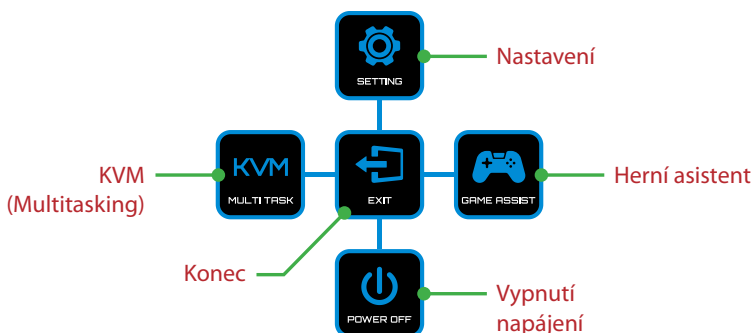 SETTING
Nastavení
KVM
MULTI TASK
EXIT
GAME ASSIST
KVM
(Multitasking)
Herní asistent
Konec
POWER OFF
Vypnutí
napájení